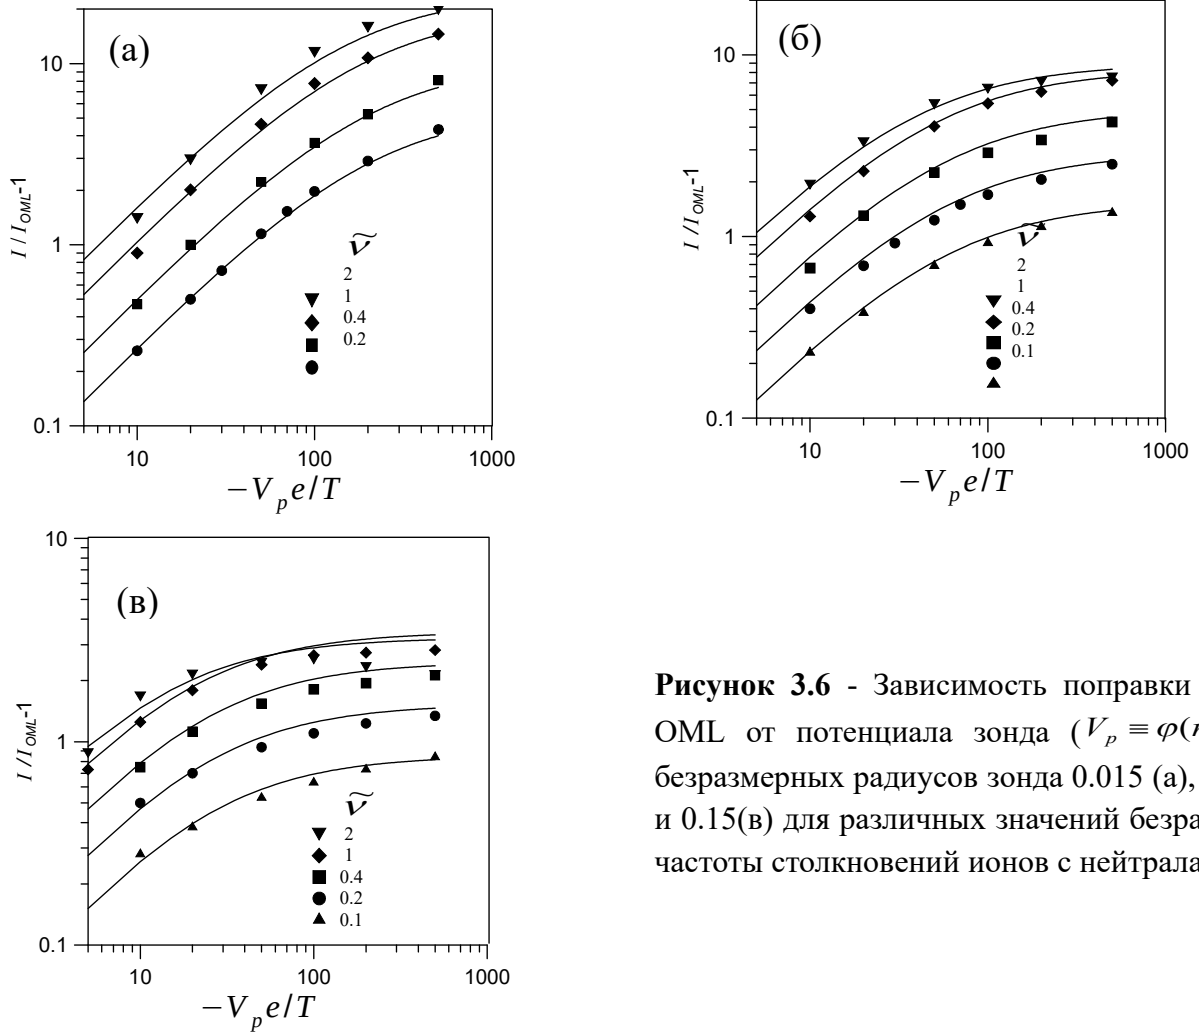 (а)
10
1
0.1
I / I_OML-1
ṽ
2
1
0.4
0.2
10
100
1000
−V_p e/T
(б)
10
1
0.1
I /I_OML-1
ṽ
2
1
0.4
0.2
0.1
10
100
1000
−V_p e/T
(в)
10
1
0.1
I /I_OML-1
ṽ
2
1
0.4
0.2
0.1
10
100
1000
−V_p e/T
Рисунок 3.6 - Зависимость поправки
OML от потенциала зонда (V_p ≡ φ(
безразмерных радиусов зонда 0.015 (а),
и 0.15(в) для различных значений
частоты столкновений ионов с